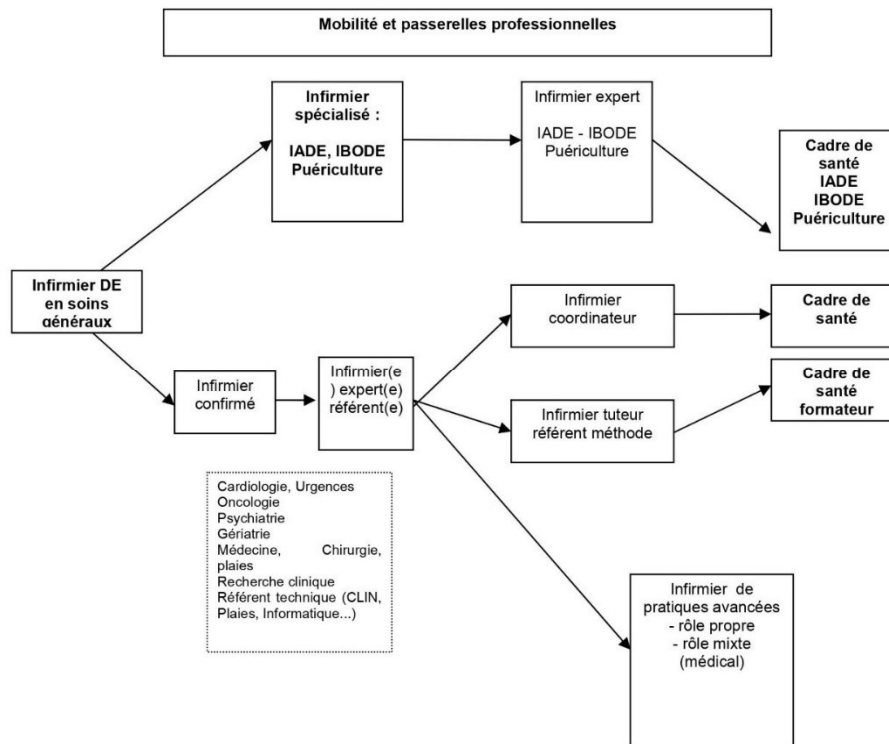 Mobilité et passerelles professionnelles
Infirmier
spécialisé :
IADE, IBODE
Puériculture
Infirmier expert
IADE - IBODE
Puériculture
Cadre de
santé
IADE
IBODE
Puériculture
Infirmier DE
en soins
généraux
Infirmier
confirmé
Infirmier(e
) expert(e)
référent(e)
Infirmier
coordinateur
Cadre de
santé
Infirmier tuteur
référent méthode
Cadre de
santé
formateur
Cardiologie, Urgences
Oncologie
Psychiatrie
Gériatrie
Médecine, Chirurgie,
plaies
Recherche clinique
Référent technique (CLIN,
Plaies, Informatique...)
Infirmier de
pratiques avancées
- rôle propre
- rôle mixte
(médical)